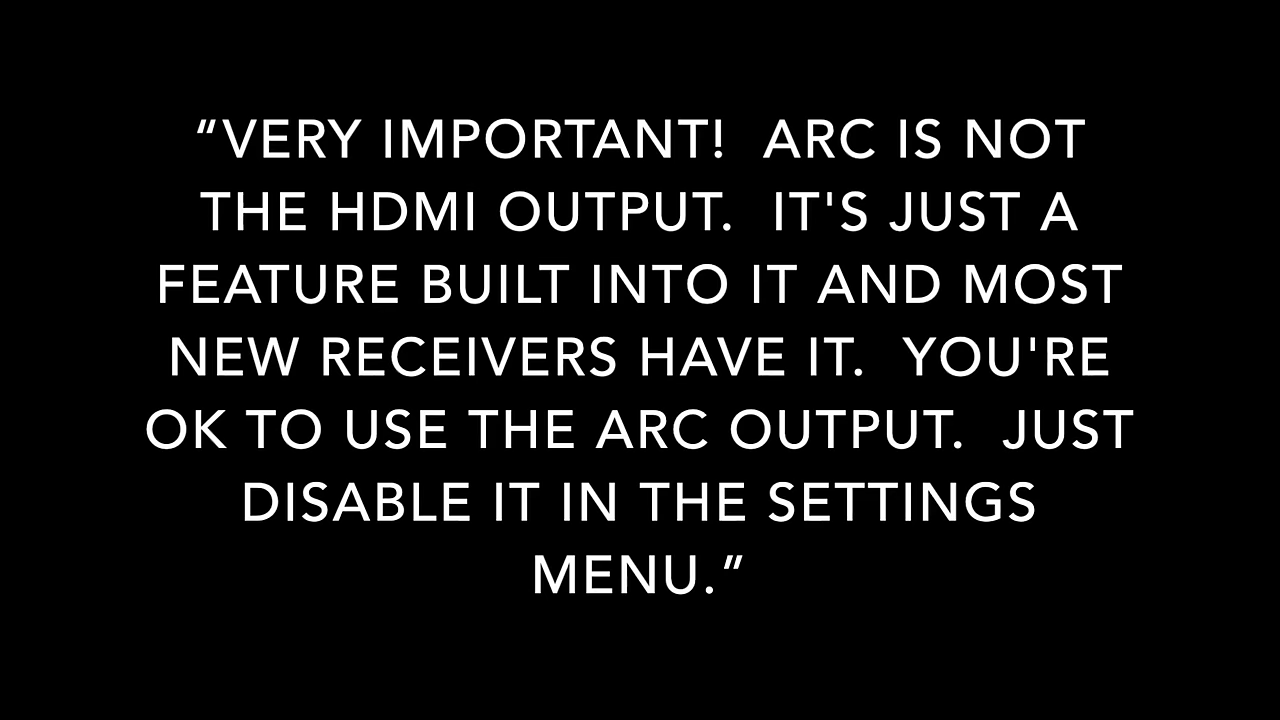 “VERY IMPORTANT!  ARC IS NOT
THE HDMI OUTPUT.  IT'S JUST A
FEATURE BUILT INTO IT AND MOST
NEW RECEIVERS HAVE IT.  YOU'RE
OK TO USE THE ARC OUTPUT.  JUST
DISABLE IT IN THE SETTINGS
MENU.”